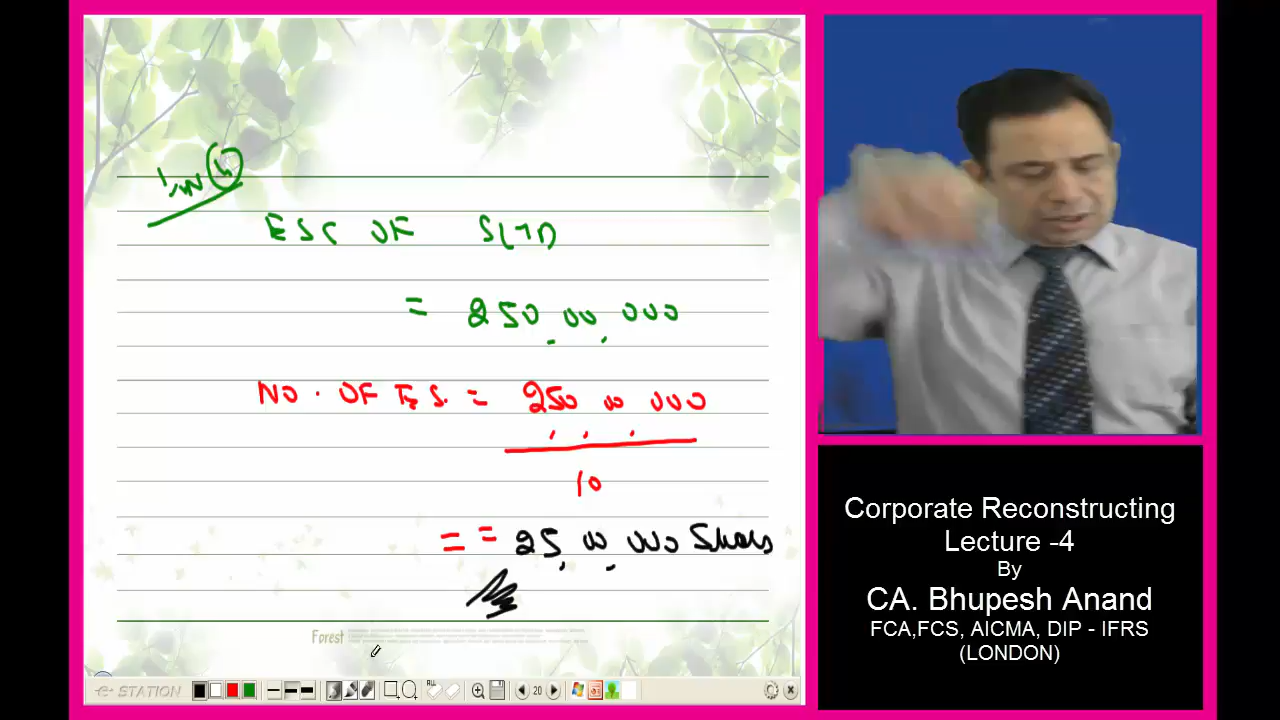 ESC OF SLTD
= 250,00,000
NO. OF E.S. = 250,00,000
10
= = 25,00,000 Shares
Forest
e-STATION
20
Corporate Reconstructing
Lecture -4
By
CA. Bhupesh Anand
FCA,FCS, AICMA, DIP - IFRS
(LONDON)